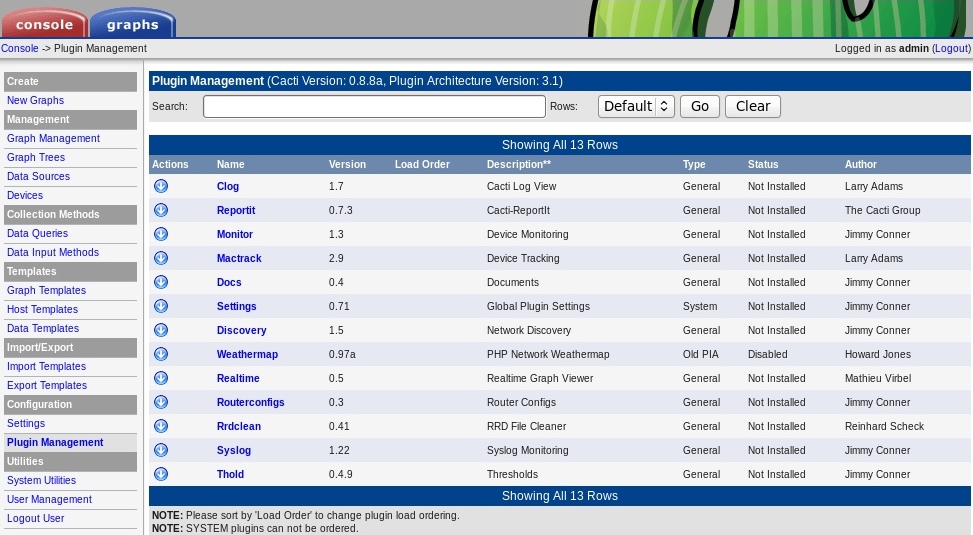 console graphs
Console -> Plugin Management Logged in as admin (Logout)
Create
New Graphs
Management
Graph Management
Graph Trees
Data Sources
Devices
Collection Methods
Data Queries
Data Input Methods
Templates
Graph Templates
Host Templates
Data Templates
Import/Export
Import Templates
Export Templates
Configuration
Settings
Plugin Management
Utilities
System Utilities
User Management
Logout User
Plugin Management (Cacti Version: 0.8.8a, Plugin Architecture Version: 3.1)
Search: Rows: Default Go Clear
Showing All 13 Rows
Actions Name Version Load Order Description** Type Status Author
Clog 1.7 Cacti Log View General Not Installed Larry Adams
Reportit 0.7.3 Cacti-ReportIt General Not Installed The Cacti Group
Monitor 1.3 Device Monitoring General Not Installed Jimmy Conner
Mactrack 2.9 Device Tracking General Not Installed Larry Adams
Docs 0.4 Documents General Not Installed Jimmy Conner
Settings 0.71 Global Plugin Settings System Not Installed Jimmy Conner
Discovery 1.5 Network Discovery General Not Installed Jimmy Conner
Weathermap 0.97a PHP Network Weathermap Old PIA Disabled Howard Jones
Realtime 0.5 Realtime Graph Viewer General Not Installed Mathieu Virbel
Routerconfigs 0.3 Router Configs General Not Installed Jimmy Conner
Rrdclean 0.41 RRD File Cleaner General Not Installed Reinhard Scheck
Syslog 1.22 Syslog Monitoring General Not Installed Jimmy Conner
Thold 0.4.9 Thresholds General Not Installed Jimmy Conner
Showing All 13 Rows
NOTE: Please sort by 'Load Order' to change plugin load ordering.
NOTE: SYSTEM plugins can not be ordered.